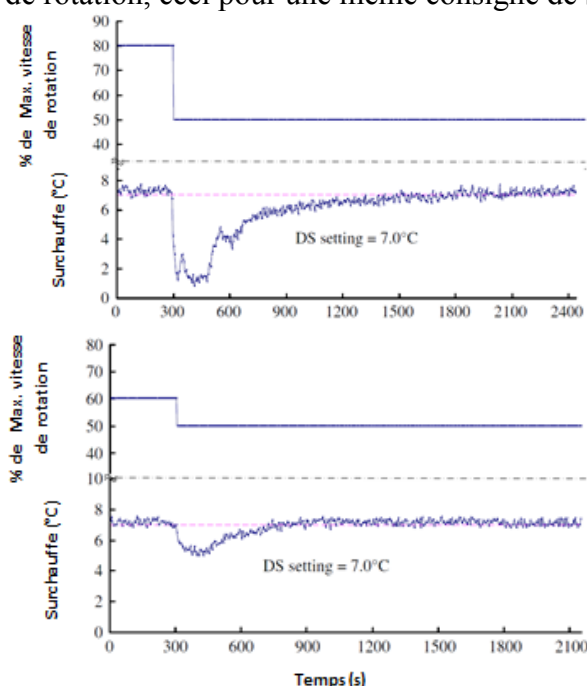 de rotation, ceci pour une même consigne de
90
80
70
60
50
40
% de Max. vitesse
de rotation
8
6
4
2
0
Surchauffe (°C)
DS setting = 7.0°C
0 300 600 900 1200 1500 1800 2100 2400
80
70
60
50
40
% de Max. vitesse
de rotation
10
8
6
4
2
0
Surchauffe (°C)
DS setting = 7.0°C
0 300 600 900 1200 1500 1800 2100
Temps (s)